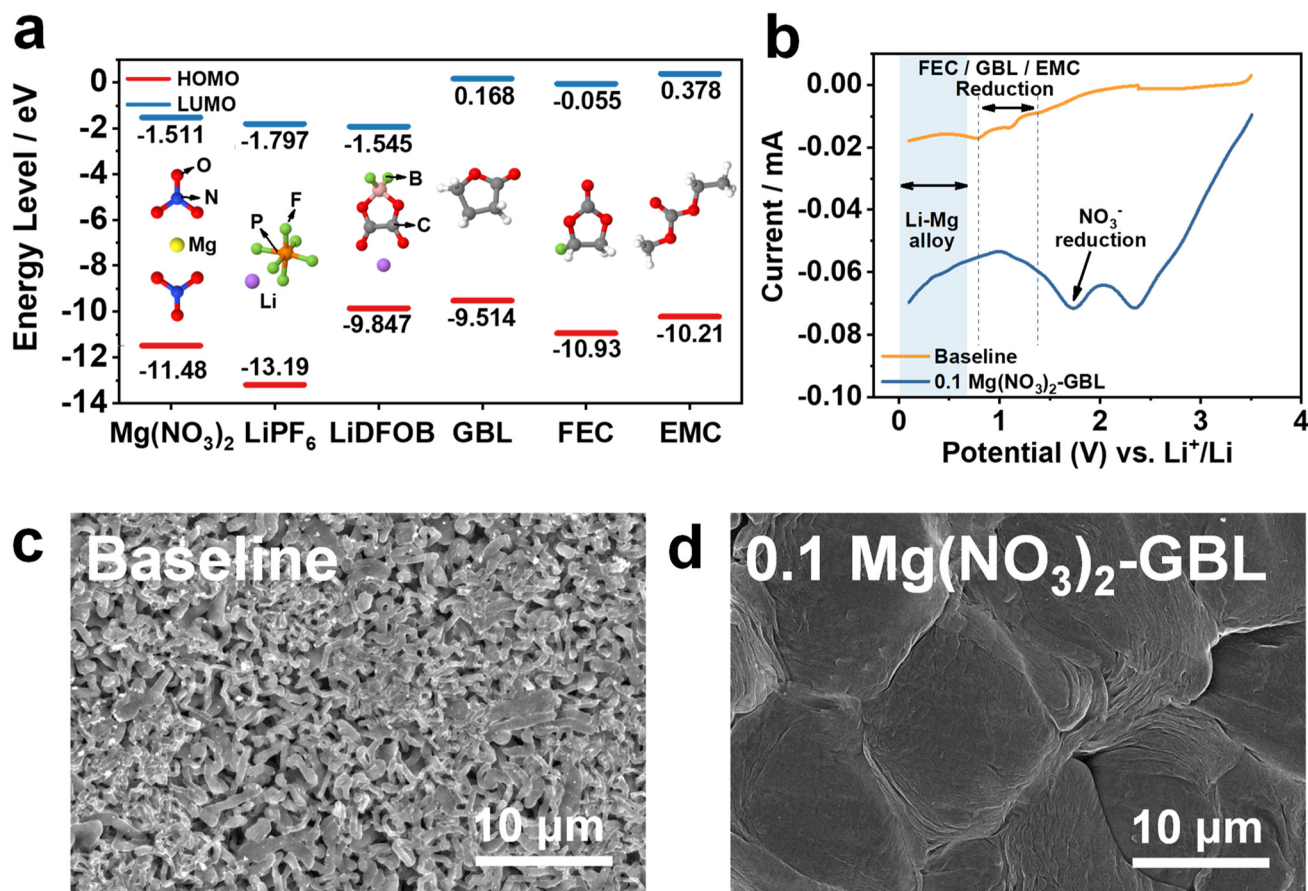 a
HOMO
LUMO
Energy Level / eV
0
-2
-4
-6
-8
-10
-12
-14
-1.511
-1.797
-1.545
0.168
-0.055
0.378
O
N
Mg
P
F
Li
B
C
-11.48
-13.19
-9.847
-9.514
-10.93
-10.21
Mg(NO₃)₂
LiPF₆
LiDFOB
GBL
FEC
EMC
b
FEC / GBL / EMC
Reduction
Li-Mg
alloy
NO₃⁻
reduction
Baseline
0.1 Mg(NO₃)₂-GBL
Current / mA
0.00
-0.02
-0.04
-0.06
-0.08
-0.10
0
1
2
3
4
Potential (V) vs. Li⁺/Li
c
Baseline
10 μm
d
0.1 Mg(NO₃)₂-GBL
10 μm